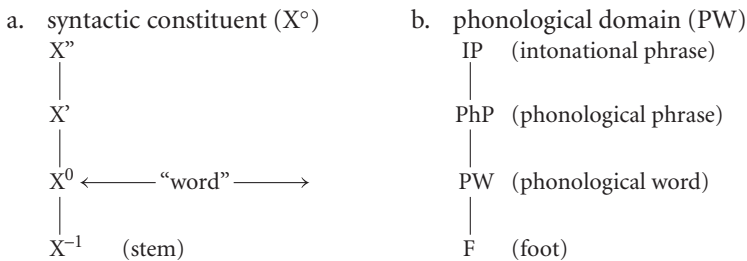 a. syntactic constituent (X°) b. phonological domain (PW)
X” IP (intonational phrase)
X’ PhP (phonological phrase)
X⁰ “word” PW (phonological word)
X⁻¹ (stem) F (foot)